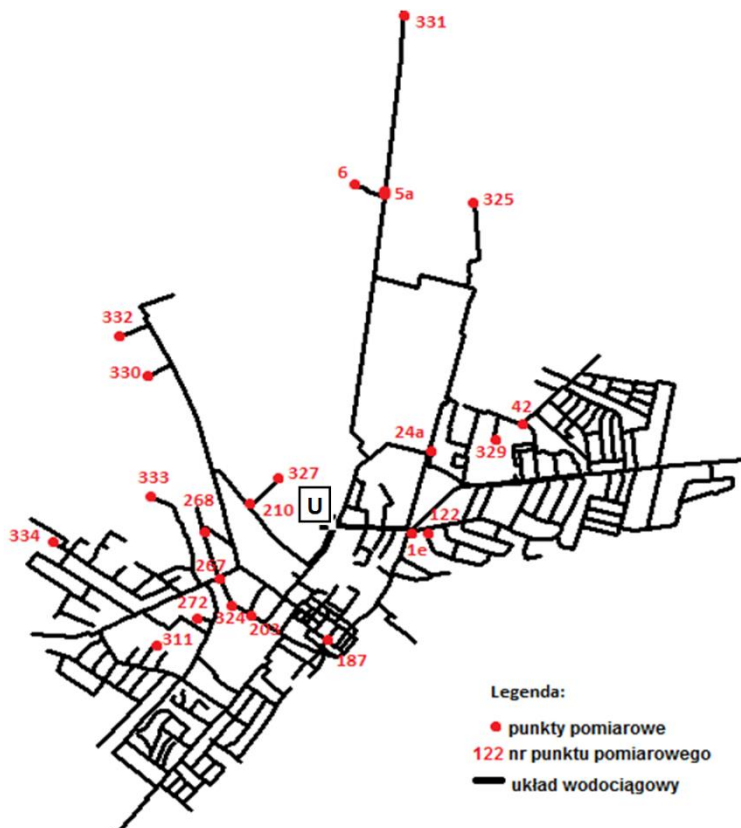 331
6
5a
325
332
330
42
24a
329
333
327
268
210
U
334
122
1e
267
272
324
203
311
187
Legenda:
punkty pomiarowe
122 nr punktu pomiarowego
układ wodociągowy